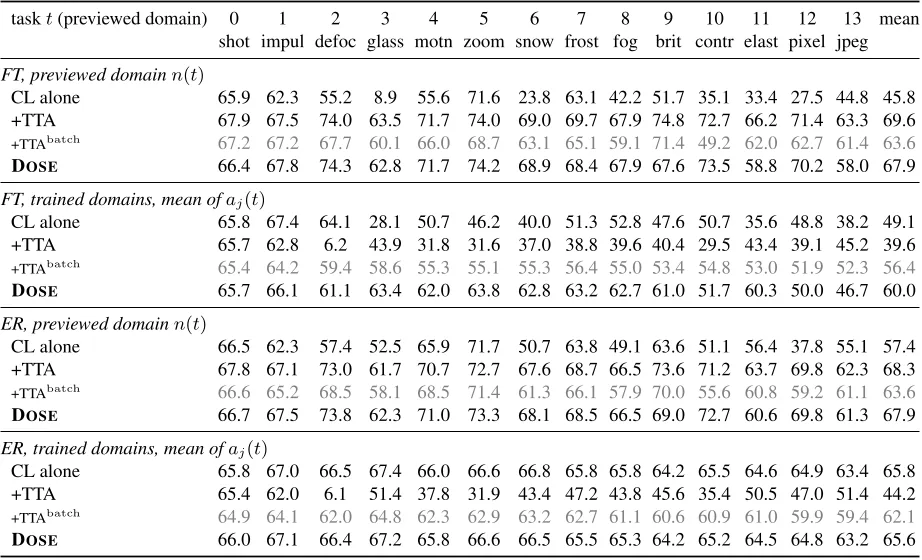 task t (previewed domain) 0 1 2 3 4 5 6 7 8 9 10 11 12 13 mean
shot impul defoc glass motn zoom snow frost fog brit contr elast pixel jpeg
FT, previewed domain n(t)
CL alone 65.9 62.3 55.2 8.9 55.6 71.6 23.8 63.1 42.2 51.7 35.1 33.4 27.5 44.8 45.8
+TTA 67.9 67.5 74.0 63.5 71.7 74.0 69.0 69.7 67.9 74.8 72.7 66.2 71.4 63.3 69.6
+TTA^batch 67.2 67.2 67.7 60.1 66.0 68.7 63.1 65.1 59.1 71.4 49.2 62.0 62.7 61.4 63.6
DOSE 66.4 67.8 74.3 62.8 71.7 74.2 68.9 68.4 67.9 67.6 73.5 58.8 70.2 58.0 67.9
FT, trained domains, mean of a_j(t)
CL alone 65.8 67.4 64.1 28.1 50.7 46.2 40.0 51.3 52.8 47.6 50.7 35.6 48.8 38.2 49.1
+TTA 65.7 62.8 6.2 43.9 31.8 31.6 37.0 38.8 39.6 40.4 29.5 43.4 39.1 45.2 39.6
+TTA^batch 65.4 64.2 59.4 58.6 55.3 55.1 55.3 56.4 55.0 53.4 54.8 53.0 51.9 52.3 56.4
DOSE 65.7 66.1 61.1 63.4 62.0 63.8 62.8 63.2 62.7 61.0 51.7 60.3 50.0 46.7 60.0
ER, previewed domain n(t)
CL alone 66.5 62.3 57.4 52.5 65.9 71.7 50.7 63.8 49.1 63.6 51.1 56.4 37.8 55.1 57.4
+TTA 67.8 67.1 73.0 61.7 70.7 72.7 67.6 68.7 66.5 73.6 71.2 63.7 69.8 62.3 68.3
+TTA^batch 66.6 65.2 68.5 58.1 68.5 71.4 61.3 66.1 57.9 70.0 55.6 60.8 59.2 61.1 63.6
DOSE 66.7 67.5 73.8 62.3 71.0 73.3 68.1 68.5 66.5 69.0 72.7 60.6 69.8 61.3 67.9
ER, trained domains, mean of a_j(t)
CL alone 65.8 67.0 66.5 67.4 66.0 66.6 66.8 65.8 65.8 64.2 65.5 64.6 64.9 63.4 65.8
+TTA 65.4 62.0 6.1 51.4 37.8 31.9 43.4 47.2 43.8 45.6 35.4 50.5 47.0 51.4 44.2
+TTA^batch 64.9 64.1 62.0 64.8 62.3 62.9 63.2 62.7 61.1 60.6 60.9 61.0 59.9 59.4 62.1
DOSE 66.0 67.1 66.4 67.2 65.8 66.6 66.5 65.5 65.3 64.2 65.2 64.5 64.8 63.2 65.6